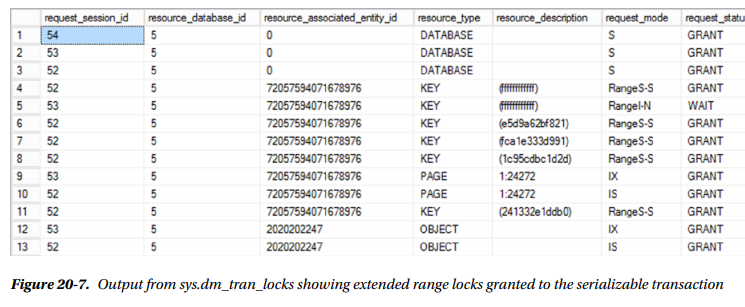 request_session_id resource_database_id resource_associated_entity_id resource_type resource_description request_mode request_statu
1 54 5 0 DATABASE S GRANT
2 53 5 0 DATABASE S GRANT
3 52 5 0 DATABASE S GRANT
4 52 5 72057594071678976 KEY (ffffffffffff) RangeS-S GRANT
5 53 5 72057594071678976 KEY (ffffffffffff) RangeI-N WAIT
6 52 5 72057594071678976 KEY (e5d9a62bf821) RangeS-S GRANT
7 52 5 72057594071678976 KEY (fca1e333d991) RangeS-S GRANT
8 52 5 72057594071678976 KEY (1c95cdbc1d2d) RangeS-S GRANT
9 53 5 72057594071678976 PAGE 1:24272 IX GRANT
10 52 5 72057594071678976 PAGE 1:24272 IS GRANT
11 52 5 72057594071678976 KEY (241332e1ddb0) RangeS-S GRANT
12 53 5 2020202247 OBJECT IX GRANT
13 52 5 2020202247 OBJECT IS GRANT
Figure 20-7. Output from sys.dm_tran_locks showing extended range locks granted to the serializable transaction